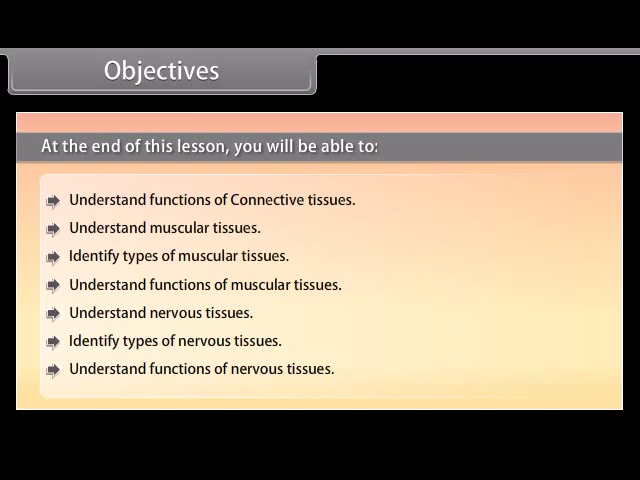 Objectives
At the end of this lesson, you will be able to:
Understand functions of Connective tissues.
Understand muscular tissues.
Identify types of muscular tissues.
Understand functions of muscular tissues.
Understand nervous tissues.
Identify types of nervous tissues.
Understand functions of nervous tissues.